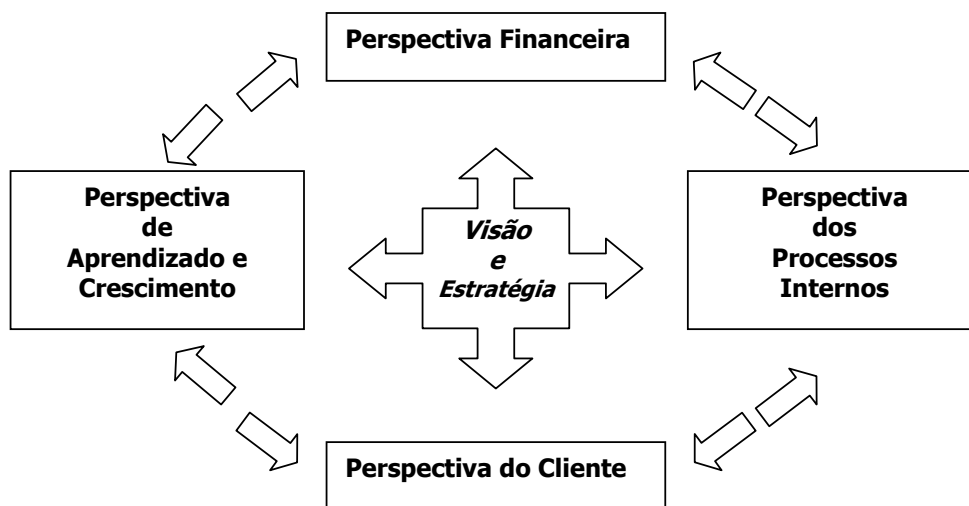 Perspectiva Financeira
Perspectiva
de
Aprendizado e
Crescimento
Visão
e
Estratégia
Perspectiva
dos
Processos
Internos
Perspectiva do Cliente